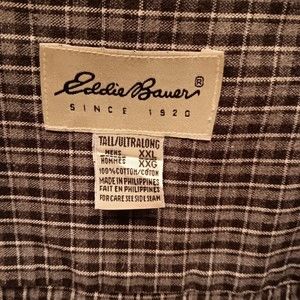 Eddie Bauer®
SINCE 1920
TALL/ULTRALONG
MENS XXL
HOMMES XXG
100% COTTON/COTON
MADE IN PHILIPPINES
FAIT EN PHILIPPINES
FOR CARE SEE SIDE SEAM